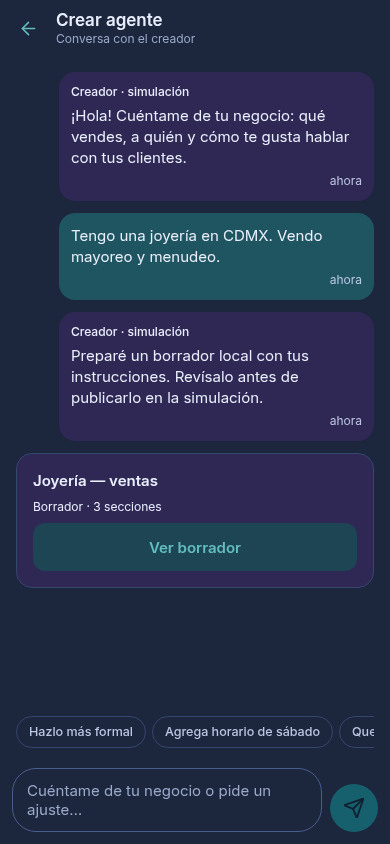 Crear agente
Conversa con el creador
Creador · simulación
¡Hola! Cuéntame de tu negocio: qué
vendes, a quién y cómo te gusta hablar
con tus clientes.
ahora
Tengo una joyería en CDMX. Vendo
mayoreo y menudeo.
ahora
Creador · simulación
Preparé un borrador local con tus
instrucciones. Revísalo antes de
publicarlo en la simulación.
ahora
Joyería — ventas
Borrador · 3 secciones
Ver borrador
Hazlo más formal
Agrega horario de sábado
Que
Cuéntame de tu negocio o pide un
ajuste...